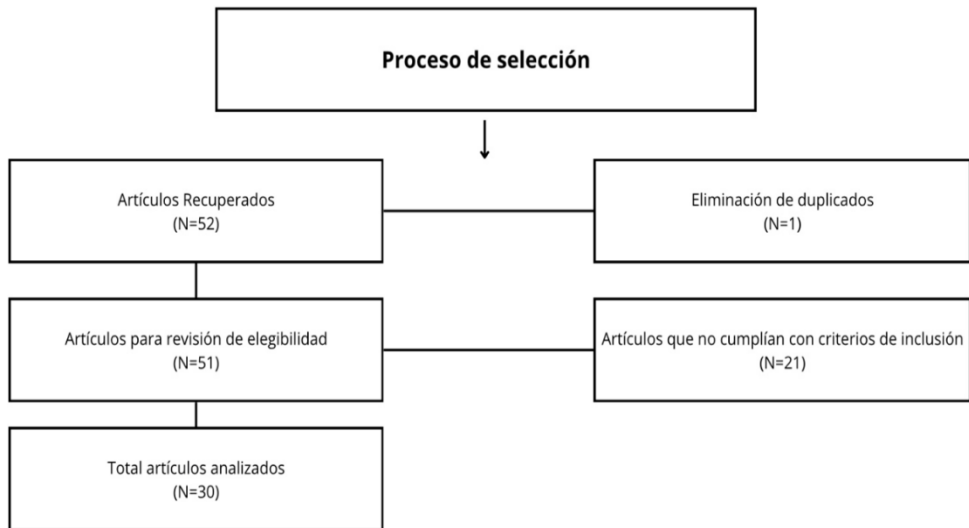 Proceso de selección
Artículos Recuperados
(N=52)
Eliminación de duplicados
(N=1)
Artículos para revisión de elegibilidad
(N=51)
Artículos que no cumplían con criterios de inclusión
(N=21)
Total artículos analizados
(N=30)